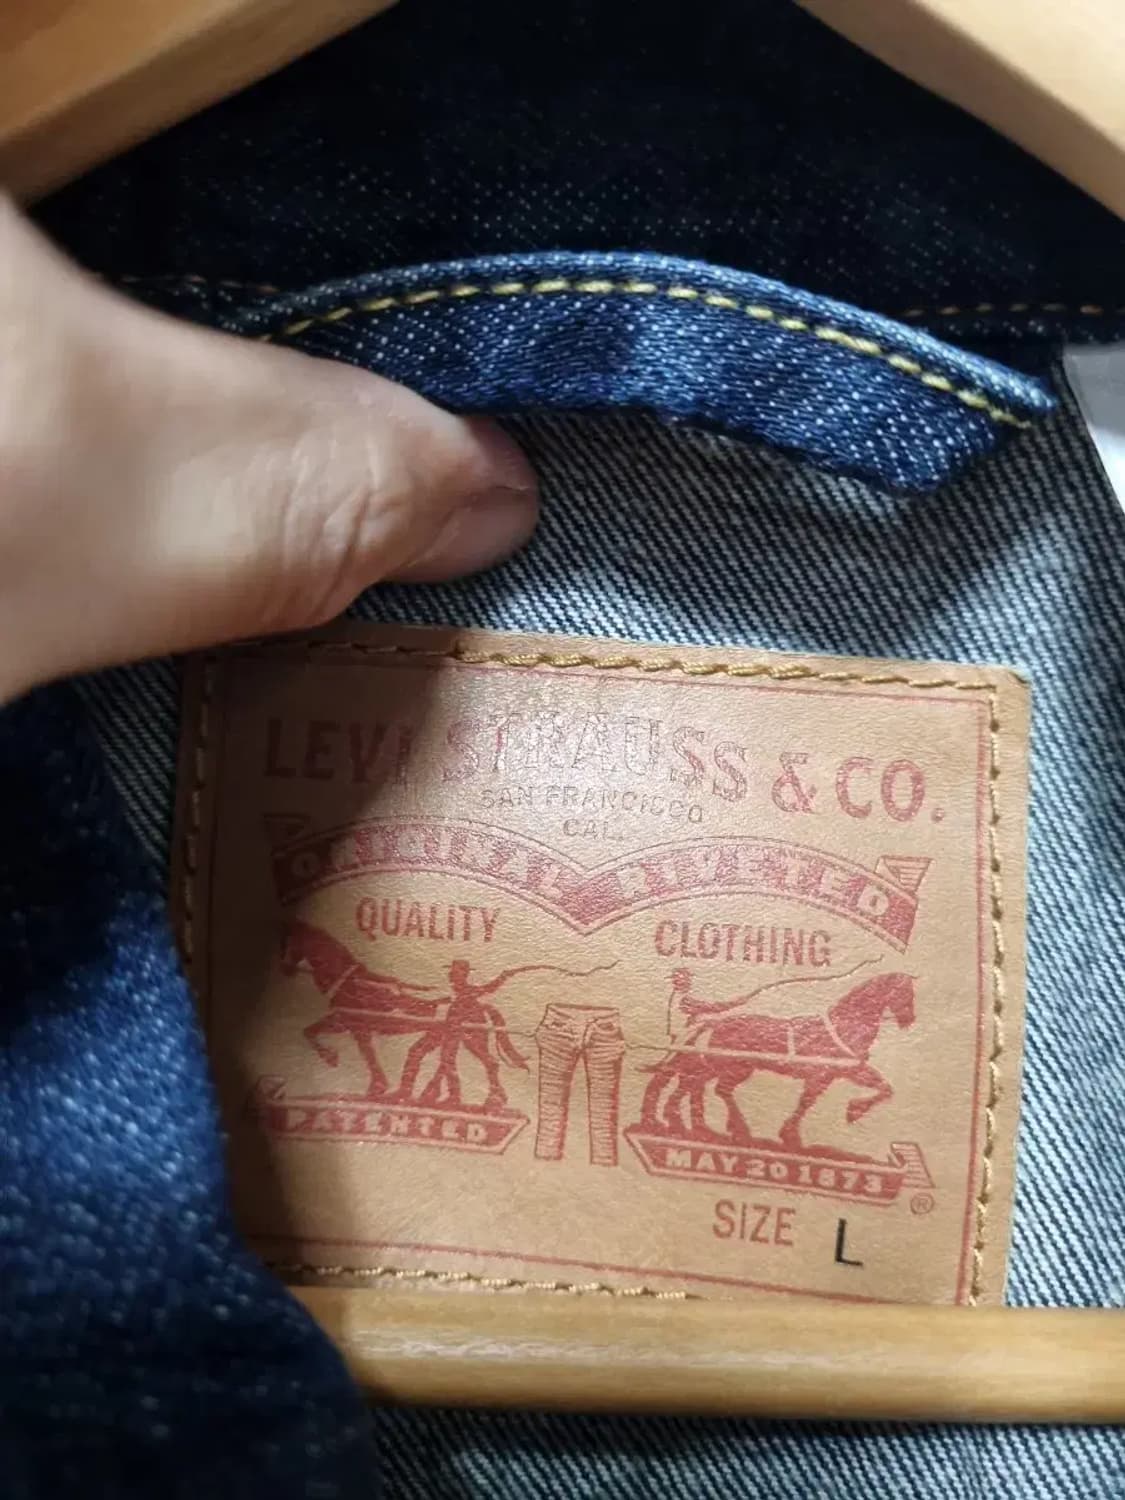 LEVI STRAUSS & CO.
SAN FRANCISCO
CAL.
ORIGINAL RIVETED
QUALITY CLOTHING
PATENTED MAY 20 1873
®
SIZE L